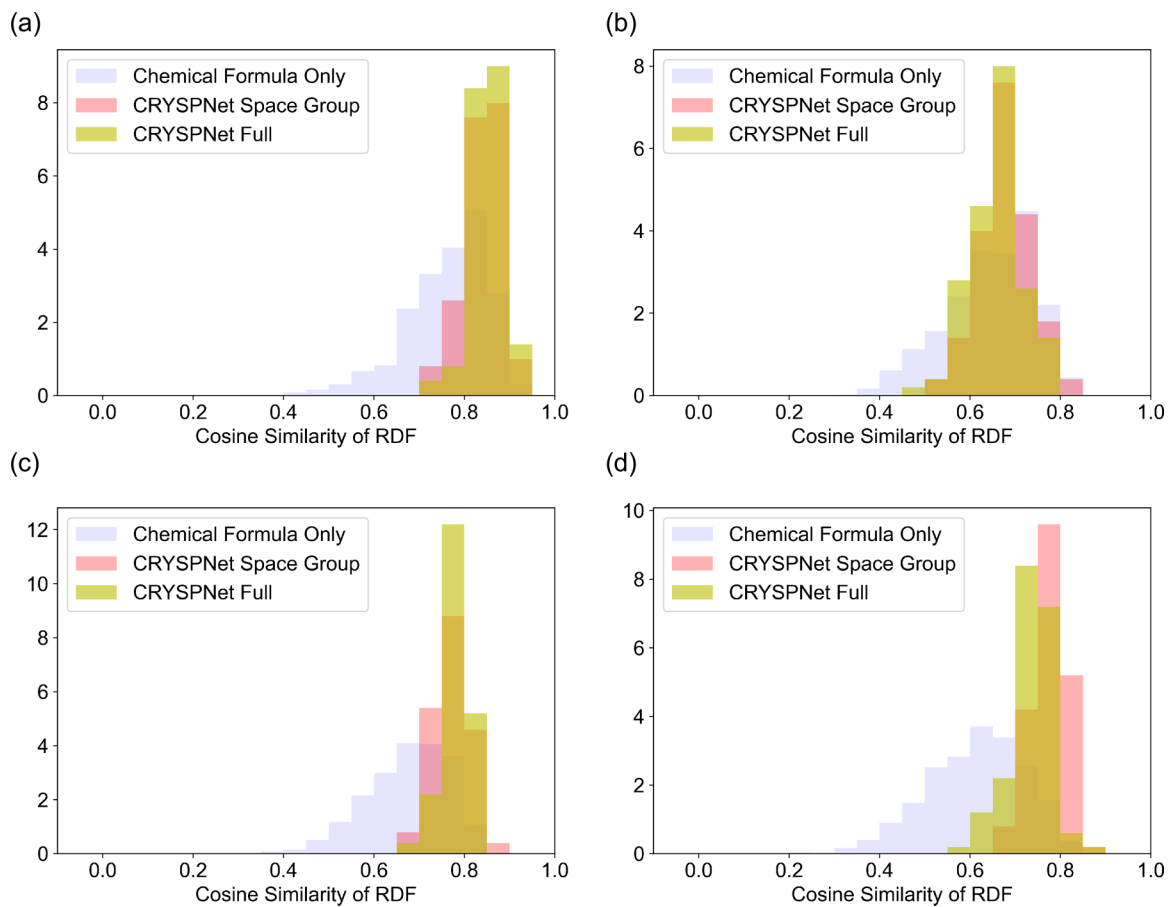 (a)
(b)
Chemical Formula Only
CRYSPNet Space Group
CRYSPNet Full
8
6
4
2
0
0.0 0.2 0.4 0.6 0.8 1.0
Cosine Similarity of RDF
Chemical Formula Only
CRYSPNet Space Group
CRYSPNet Full
8
6
4
2
0
0.0 0.2 0.4 0.6 0.8 1.0
Cosine Similarity of RDF
(c)
(d)
Chemical Formula Only
CRYSPNet Space Group
CRYSPNet Full
12
10
8
6
4
2
0
0.0 0.2 0.4 0.6 0.8 1.0
Cosine Similarity of RDF
Chemical Formula Only
CRYSPNet Space Group
CRYSPNet Full
10
8
6
4
2
0
0.0 0.2 0.4 0.6 0.8 1.0
Cosine Similarity of RDF